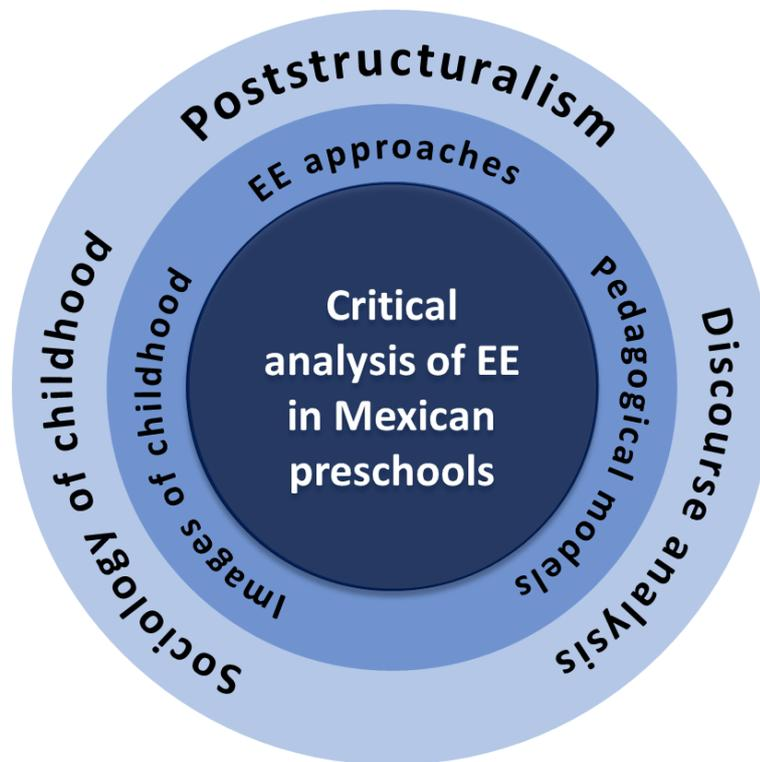 Poststructuralism
EE approaches
Sociology of childhood
Images of childhood
Critical
analysis of EE
in Mexican
preschools
Pedagogical models
Discourse analysis